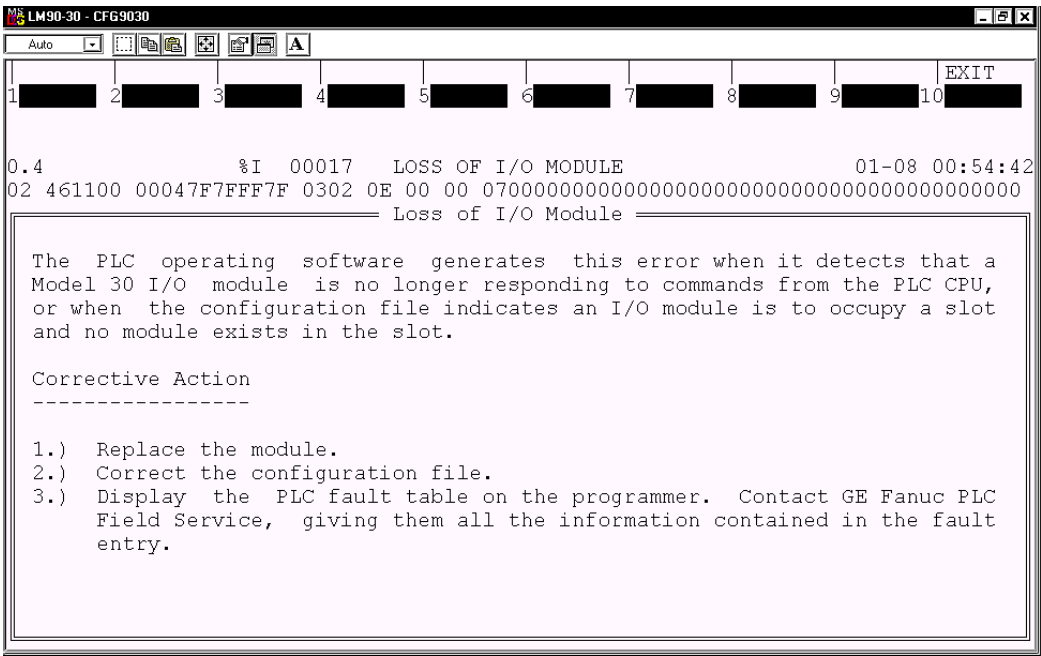 LM90-30 - CFG9030
Auto A
EXIT
1 2 3 4 5 6 7 8 9 10
0.4 %I 00017 LOSS OF I/O MODULE 01-08 00:54:42
02 461100 00047F7FFF7F 0302 0E 00 00 070000000000000000000000000000000000000000
Loss of I/O Module
The PLC operating software generates this error when it detects that a
Model 30 I/O module is no longer responding to commands from the PLC CPU,
or when the configuration file indicates an I/O module is to occupy a slot
and no module exists in the slot.
Corrective Action
-----------------
1.) Replace the module.
2.) Correct the configuration file.
3.) Display the PLC fault table on the programmer. Contact GE Fanuc PLC
Field Service, giving them all the information contained in the fault
entry.